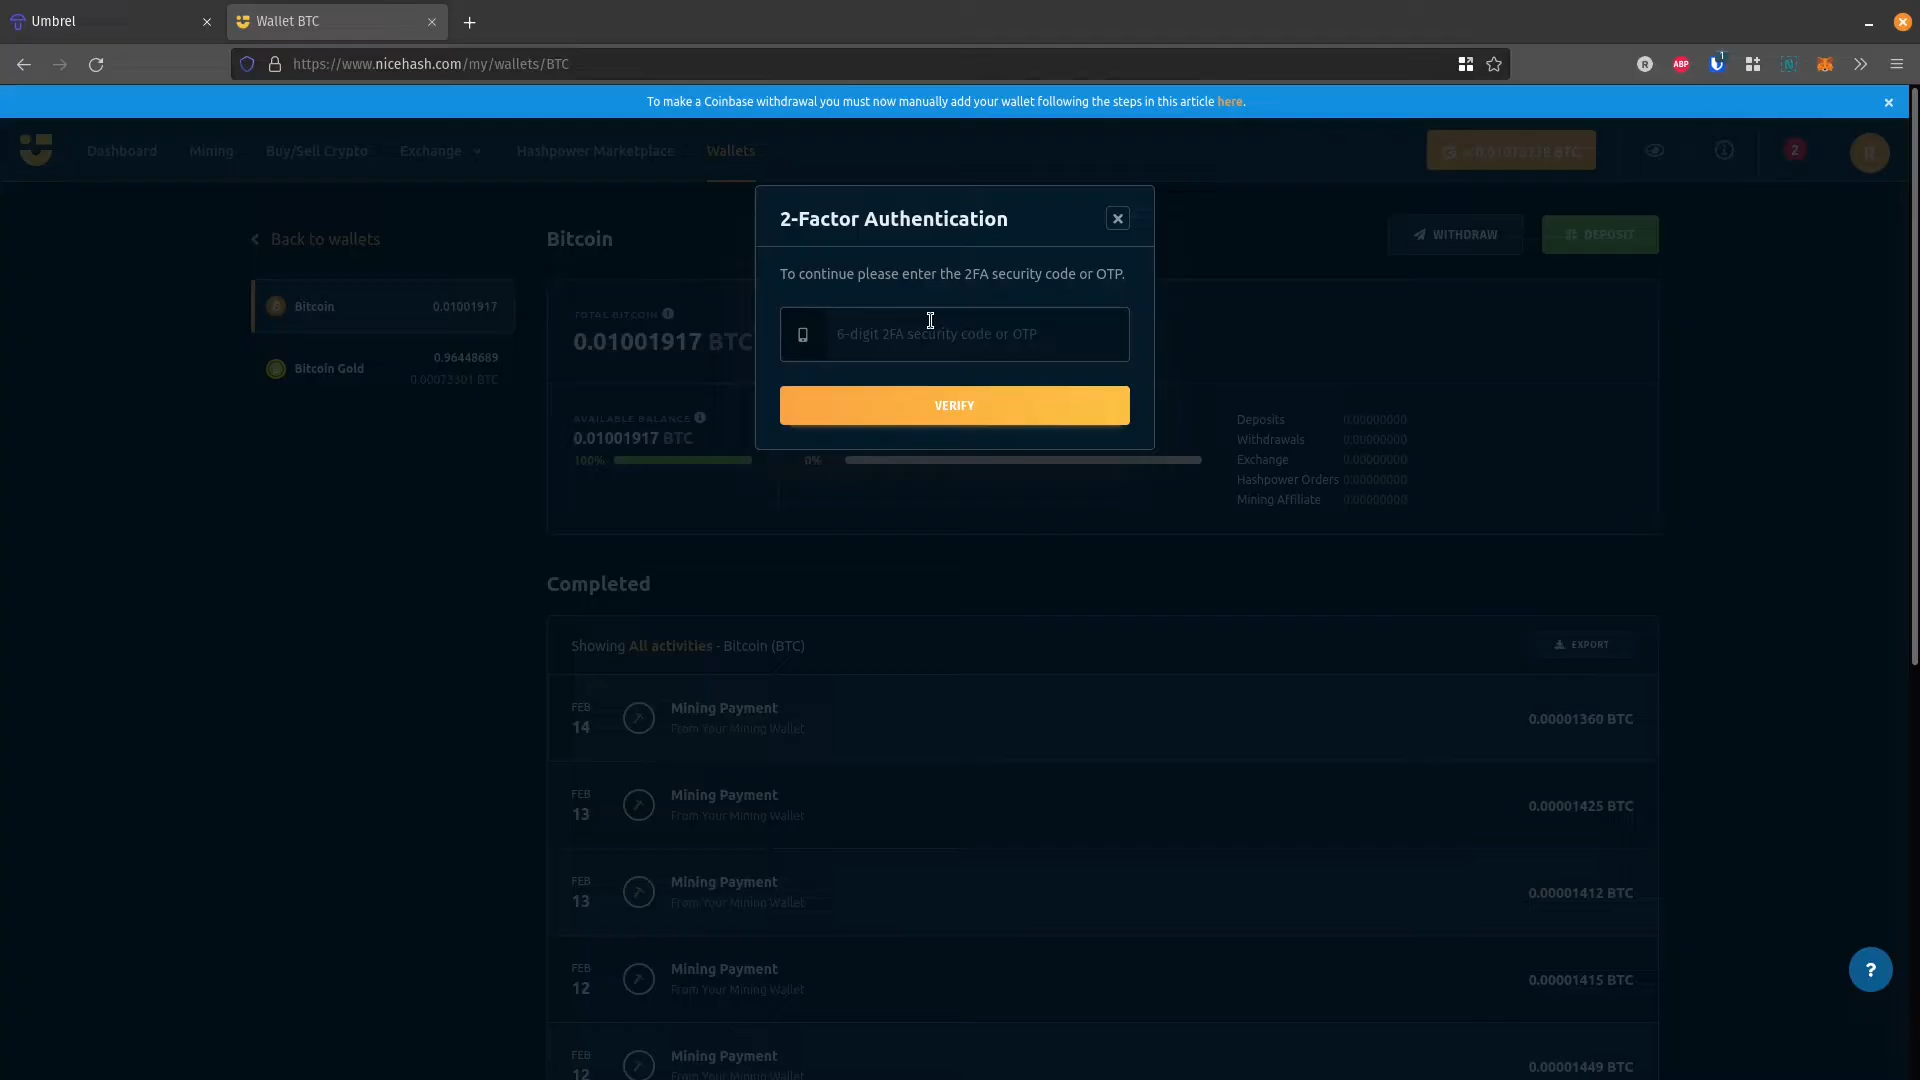 Umbrel
Wallet BTC
https://www.nicehash.com/my/wallets/BTC
R
ABP
1
N
To make a Coinbase withdrawal you must now manually add your wallet following the steps in this article here.
Dashboard
Mining
Buy/Sell Crypto
Exchange
Hashpower Marketplace
Wallets
2
R
2-Factor Authentication
Back to wallets
Bitcoin
WITHDRAW
DEPOSIT
To continue please enter the 2FA security code or OTP.
Bitcoin
0.01001917
TOTAL BITCOIN
0.01001917 BTC
6-digit 2FA security code or OTP
Bitcoin Gold
0.96448689
0.00073301 BTC
VERIFY
AVAILABLE BALANCE
0.01001917 BTC
100%
0%
Deposits 0.00000000
Withdrawals 0.00000000
Exchange 0.00000000
Hashpower Orders 0.00000000
Mining Affiliate 0.00000000
Completed
Showing All activities - Bitcoin (BTC)
EXPORT
FEB
14
Mining Payment
From Your Mining Wallet
0.00001360 BTC
FEB
13
Mining Payment
From Your Mining Wallet
0.00001425 BTC
FEB
13
Mining Payment
From Your Mining Wallet
0.00001412 BTC
FEB
12
Mining Payment
From Your Mining Wallet
0.00001415 BTC
FEB
12
Mining Payment
From Your Mining Wallet
0.00001449 BTC
?